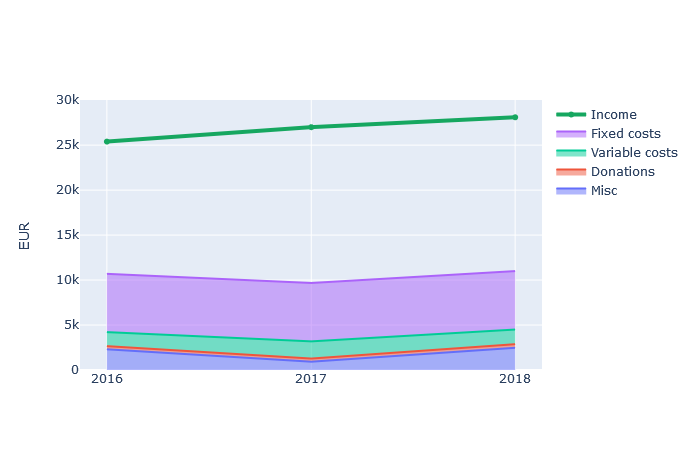 30k
25k
20k
15k
10k
5k
0
EUR
2016 2017 2018
Income
Fixed costs
Variable costs
Donations
Misc